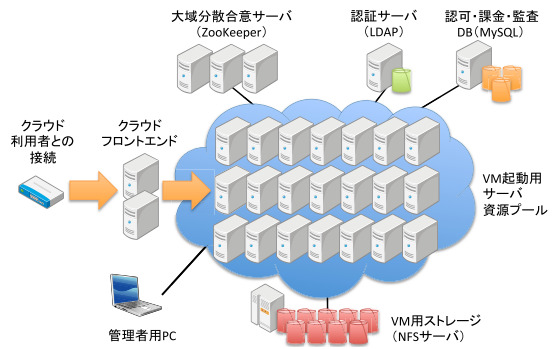 大域分散合意サーバ
(ZooKeeper)
認証サーバ
(LDAP)
認可・課金・監査
DB(MySQL)
クラウド
利用者との
接続
クラウド
フロントエンド
VM起動用
サーバ
資源プール
管理者用PC
VM用ストレージ
(NFSサーバ)